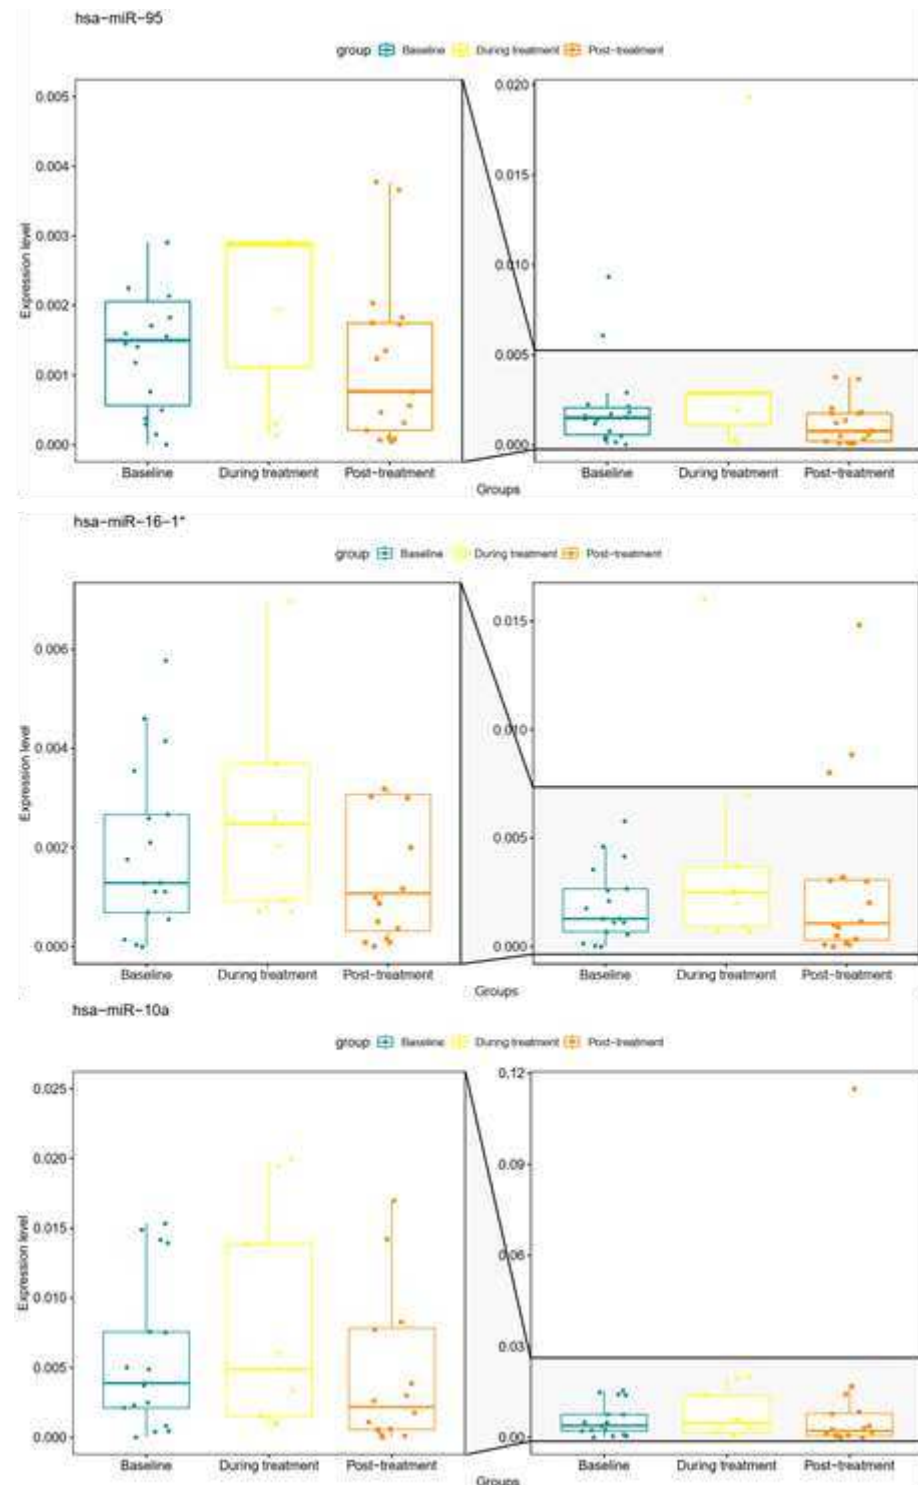 hsa-miR-95
group Baseline During treatment Post-treatment
0.005 0.020
0.004 0.015
0.003 0.010
0.002 0.005
0.001 0.000
0.000
Expression level
Baseline During treatment Post-treatment Baseline During treatment Post-treatment
Groups
hsa-miR-16-1*
group Baseline During treatment Post-treatment
0.006 0.015
0.004 0.010
0.002 0.005
0.000 0.000
Expression level
Baseline During treatment Post-treatment Baseline During treatment Post-treatment
Groups
hsa-miR-10a
group Baseline During treatment Post-treatment
0.025 0.12
0.020 0.09
0.015 0.06
0.010 0.03
0.005 0.00
0.000
Expression level
Baseline During treatment Post-treatment Baseline During treatment Post-treatment
Groups